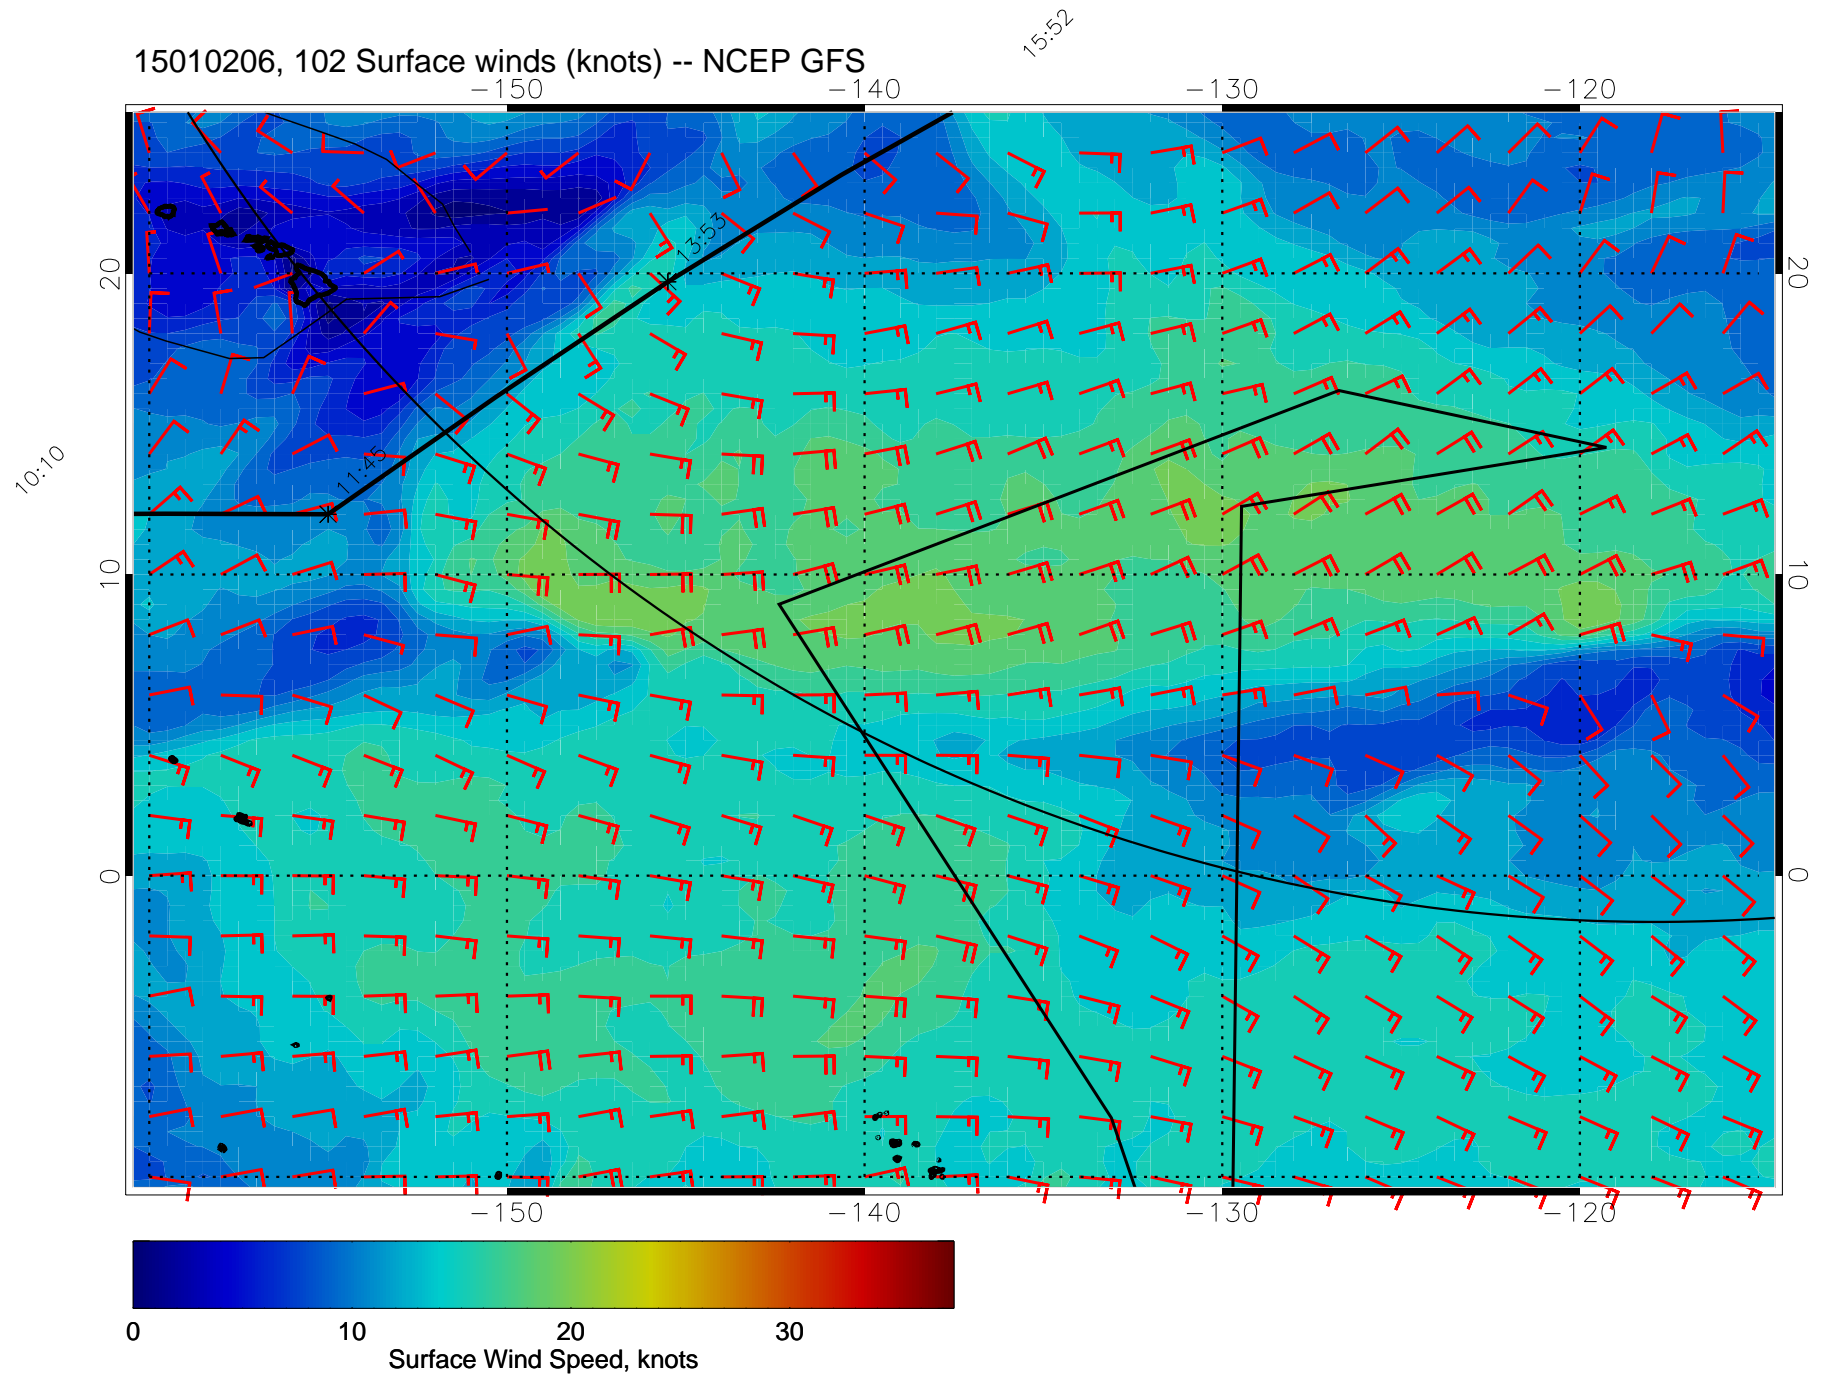 15:52
15010206, 102 Surface winds (knots) -- NCEP GFS
-150 -140 -130 -120
13:53
20 20
11:45
10:10
10 10
0 0
-150 -140 -130 -120
0 10 20 30
Surface Wind Speed, knots